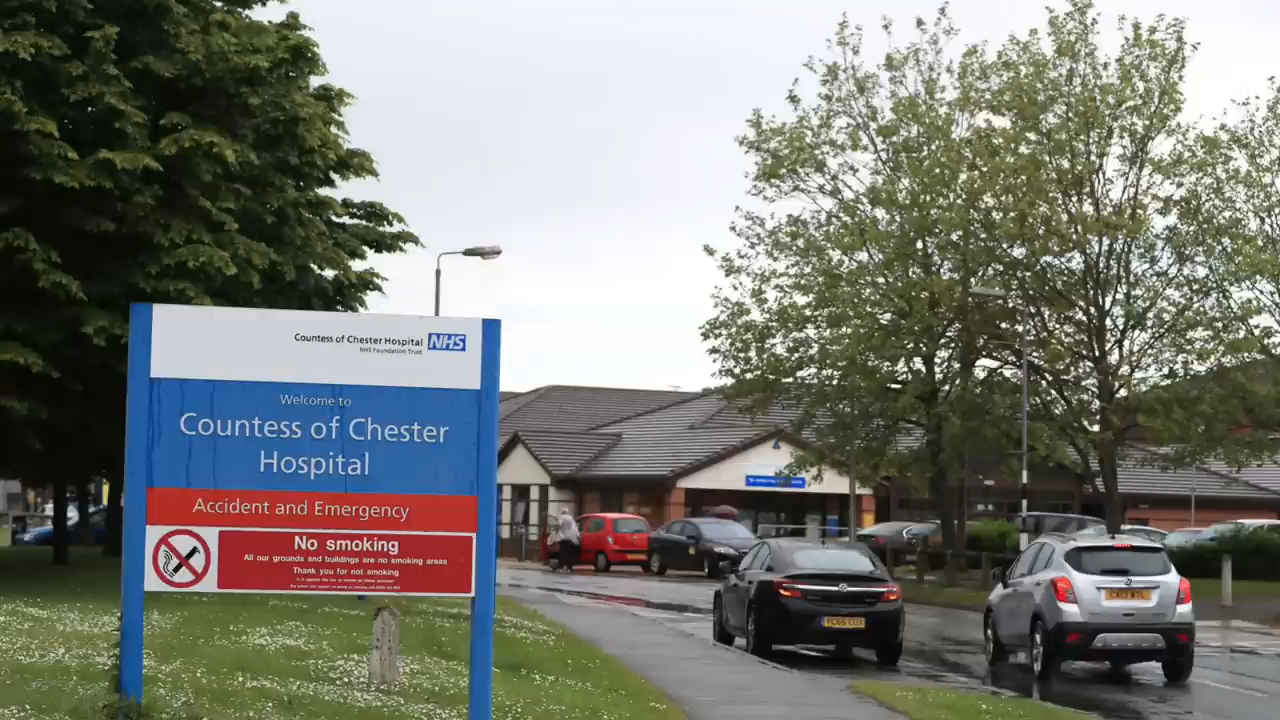 Countess of Chester Hospital NHS
NHS Foundation Trust
Welcome to
Countess of Chester
Hospital
Accident and Emergency
No smoking
All our grounds and buildings are no smoking areas
Thank you for not smoking
YC66 COX